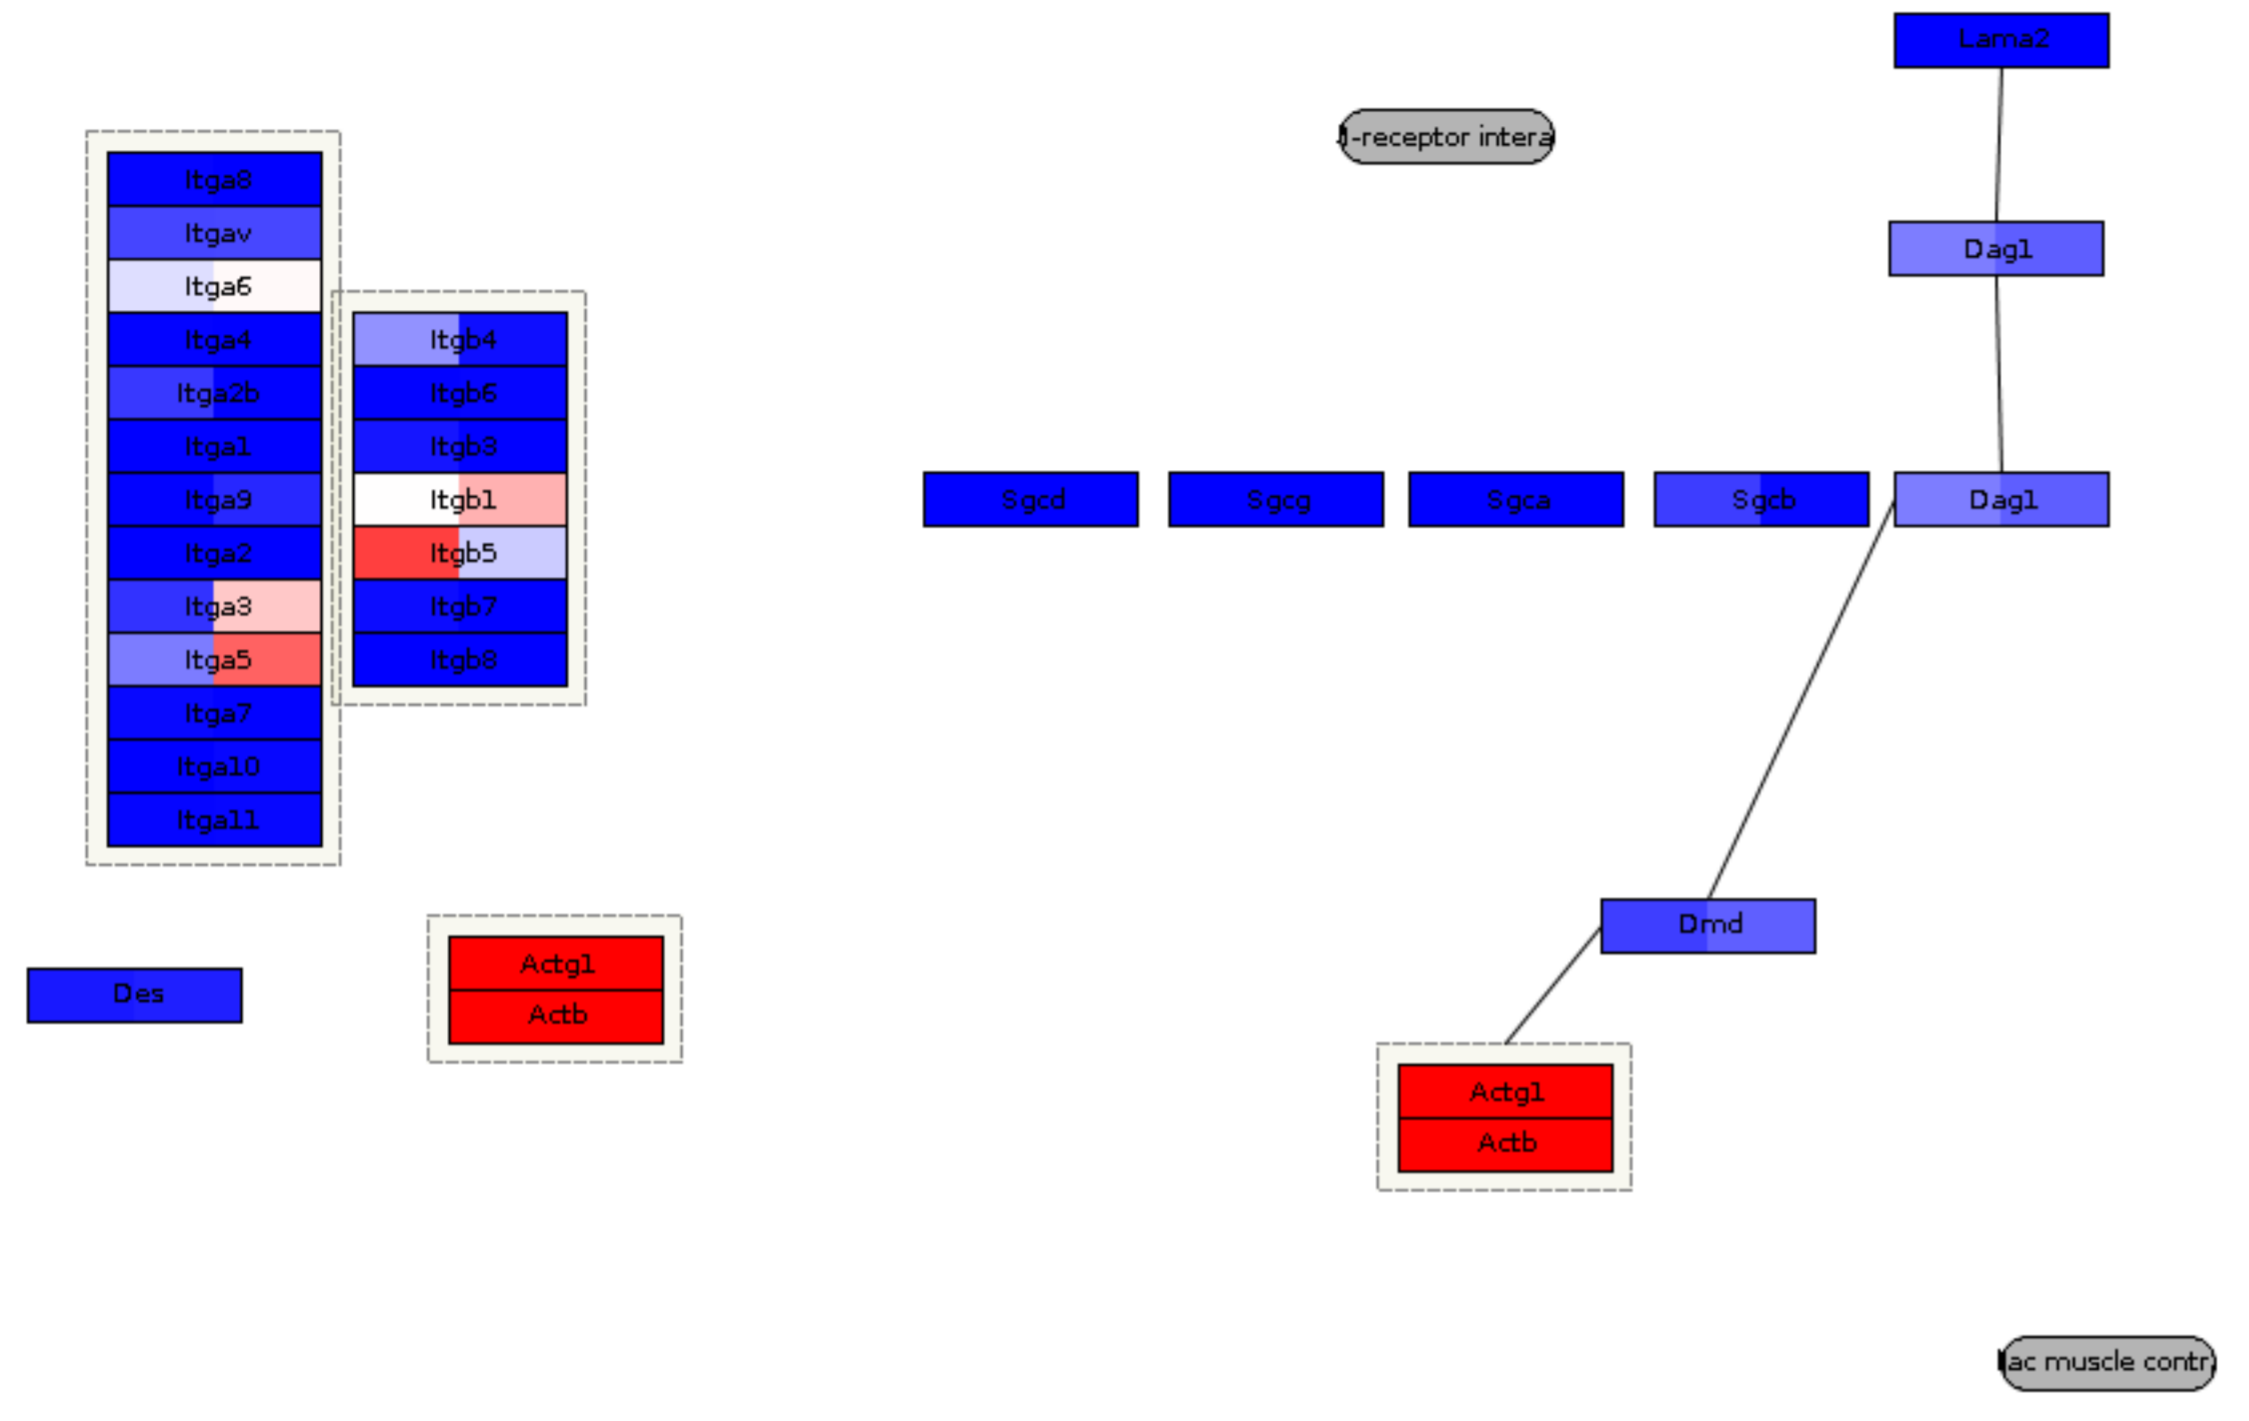 Lama2
-receptor intera
Itga8
Itgav
Itga6
Itga4
Itga2b
Itga1
Itga9
Itga2
Itga3
Itga5
Itga7
Itga10
Itga11
Itgb4
Itgb6
Itgb3
Itgb1
Itgb5
Itgb7
Itgb8
Dag1
Sgcd
Sgcg
Sgca
Sgcb
Dag1
Dmd
Des
Actg1
Actb
Actg1
Actb
ac muscle contr